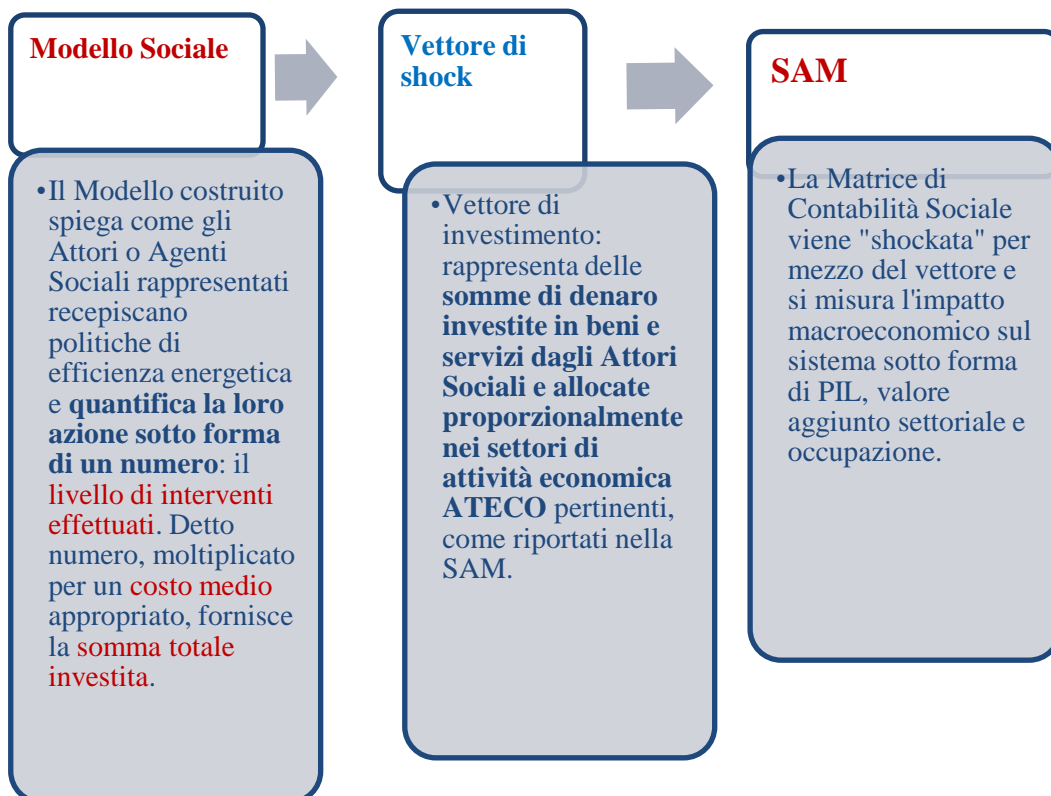 Modello Sociale
•Il Modello costruito
spiega come gli
Attori o Agenti
Sociali rappresentati
recepiscano
politiche di
efficienza energetica
e quantifica la loro
azione sotto forma
di un numero: il
livello di interventi
effettuati. Detto
numero, moltiplicato
per un costo medio
appropriato, fornisce
la somma totale
investita.
Vettore di
shock
•Vettore di
investimento:
rappresenta delle
somme di denaro
investite in beni e
servizi dagli Attori
Sociali e allocate
proporzionalmente
nei settori di
attività economica
ATECO pertinenti,
come riportati nella
SAM.
SAM
•La Matrice di
Contabilità Sociale
viene "shockata" per
mezzo del vettore e
si misura l'impatto
macroeconomico sul
sistema sotto forma
di PIL, valore
aggiunto settoriale e
occupazione.